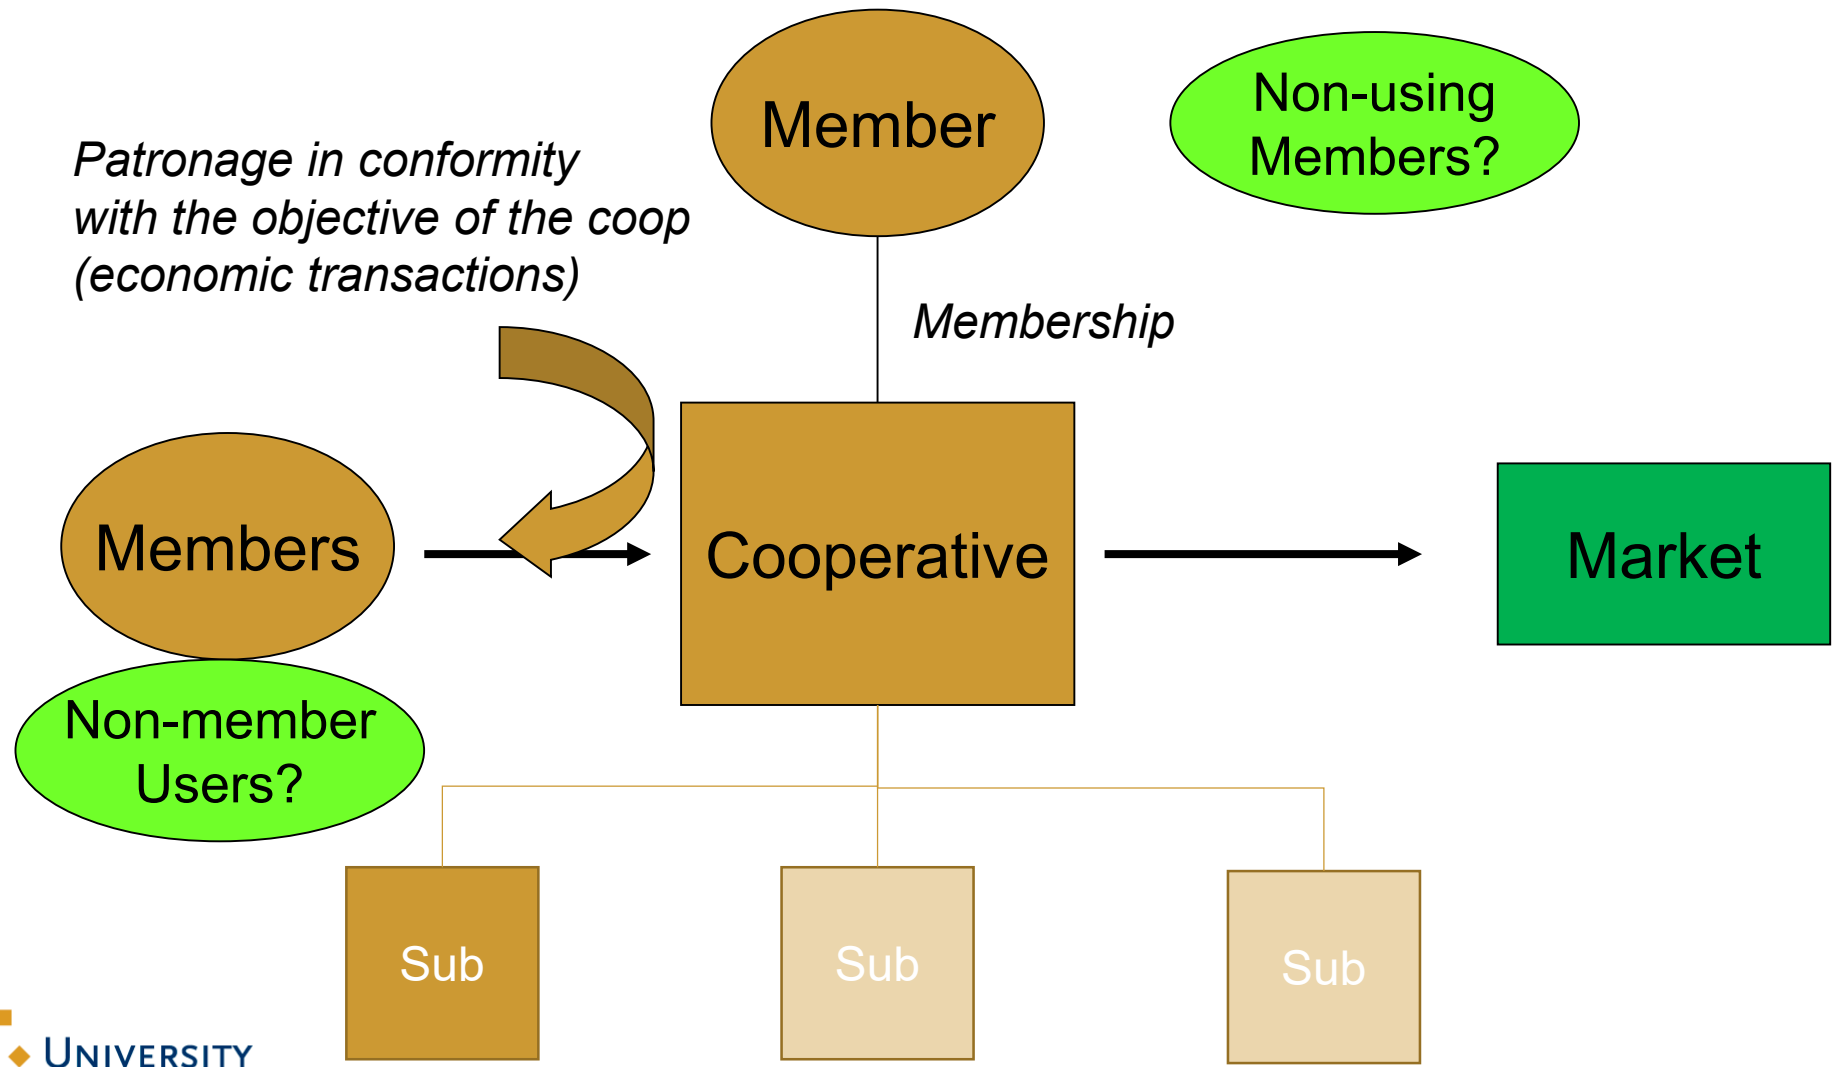 Member
Non-using
Members?
Patronage in conformity
with the objective of the coop
(economic transactions)
Membership
Members
Cooperative
Market
Non-member
Users?
Sub
Sub
Sub
UNIVERSITY